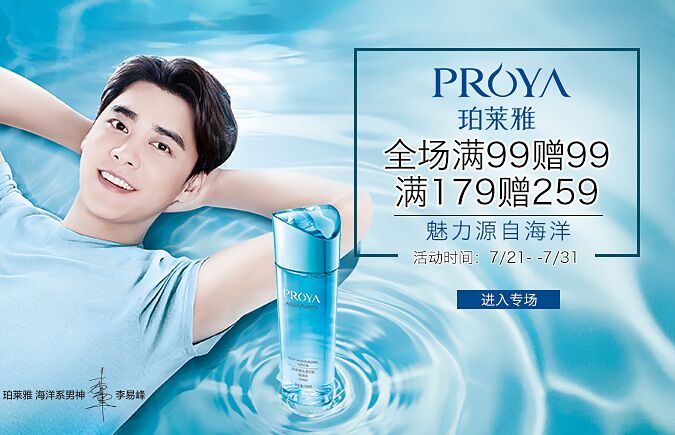 PROYA
珀莱雅
全场满99赠99
满179赠259
魅力源自海洋
活动时间：7/21- -7/31
进入专场
PROYA
AQUAPURITY
珀莱雅 海洋系男神 李易峰